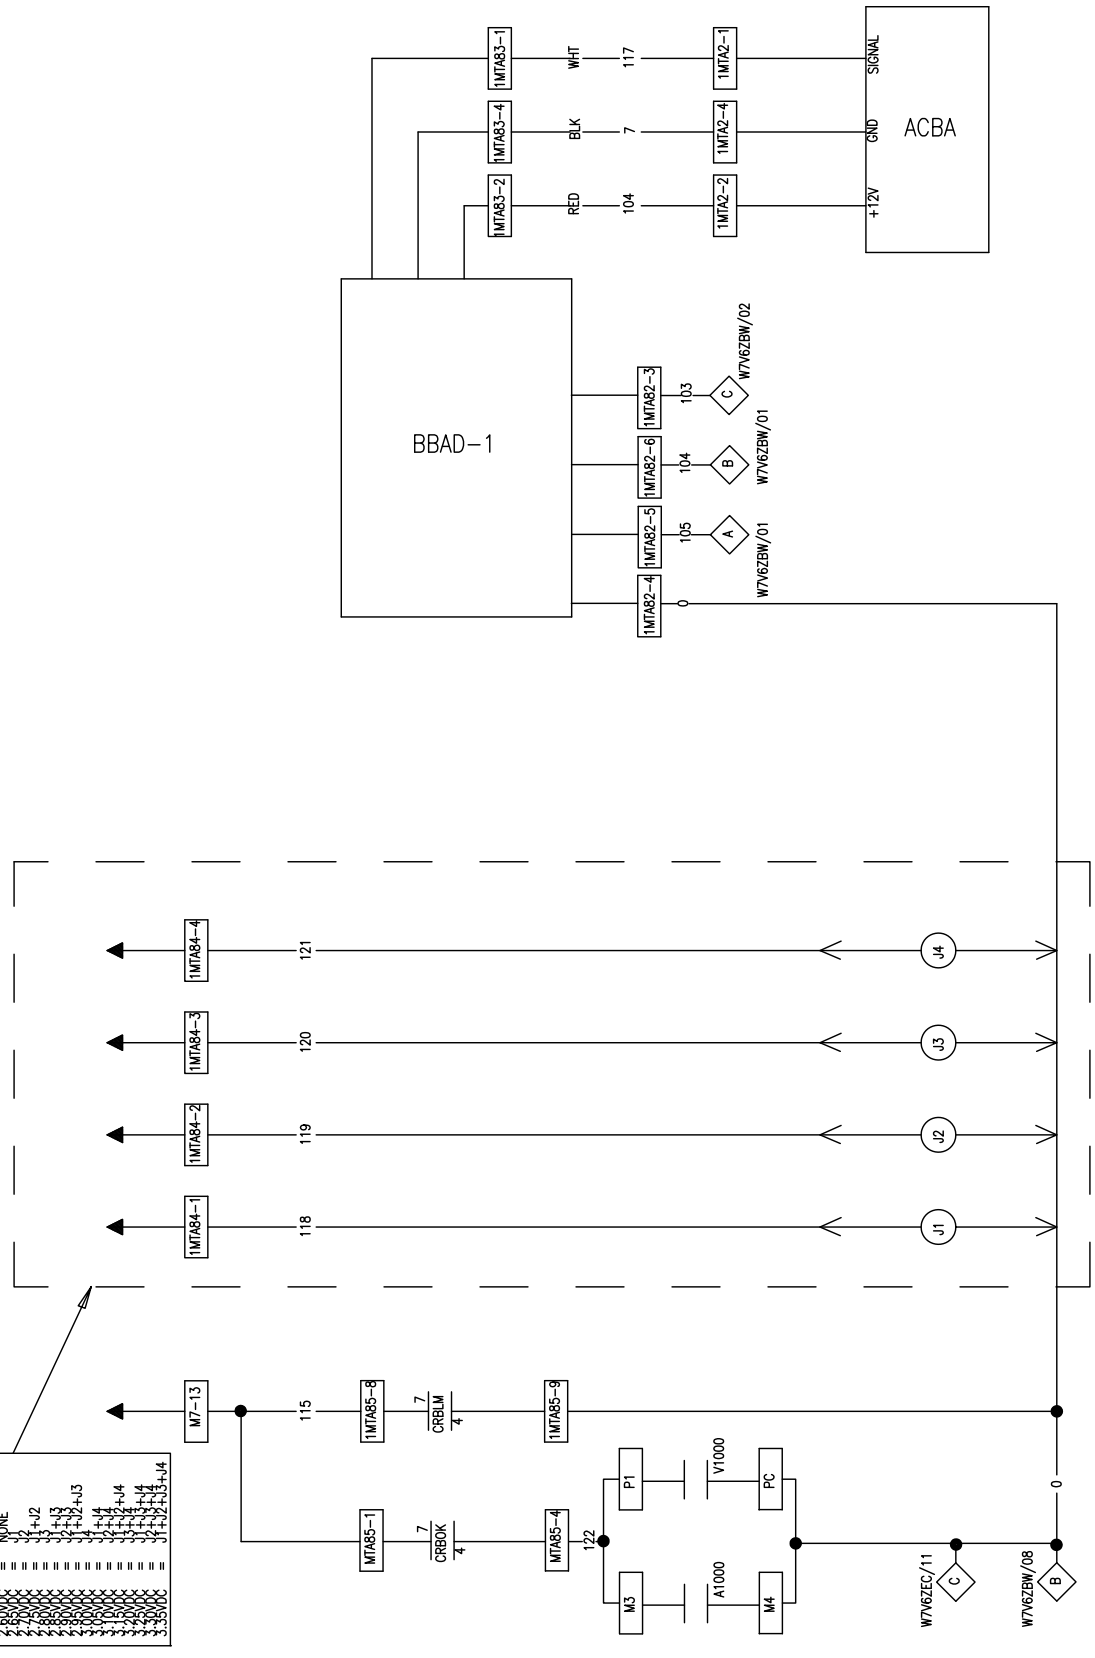 1MTA83-1
WHT
117
1MTA2-1
SIGNAL
1MTA83-4
BLK
7
1MTA2-4
GND
1MTA83-2
RED
104
1MTA2-2
+12V
ACBA
BBAD-1
1MTA82-3
103
C
W7V6ZBW/02
1MTA82-6
104
B
W7V6ZBW/01
1MTA82-5
105
A
W7V6ZBW/01
1MTA82-4
0
1MTA84-4
121
J4
1MTA84-3
120
J3
1MTA84-2
119
J2
1MTA84-1
118
J1
M7-13
115
1MTA85-8
7
CRBLM
4
1MTA85-9
0
MTA85-1
7
CRBOK
4
MTA85-4
122
P1
V1000
PC
M3
A1000
M4
W7V6ZEC/11
C
W7V6ZBW/08
B
2.60VDC = NONE
2.65VDC = J1
2.70VDC = J2
2.75VDC = J1+J2
2.80VDC = J3
2.85VDC = J1+J3
2.90VDC = J2+J3
2.95VDC = J1+J2+J3
3.00VDC = J4
3.05VDC = J1+J4
3.10VDC = J2+J4
3.15VDC = J1+J2+J4
3.20VDC = J3+J4
3.25VDC = J1+J3+J4
3.30VDC = J2+J3+J4
3.35VDC = J1+J2+J3+J4